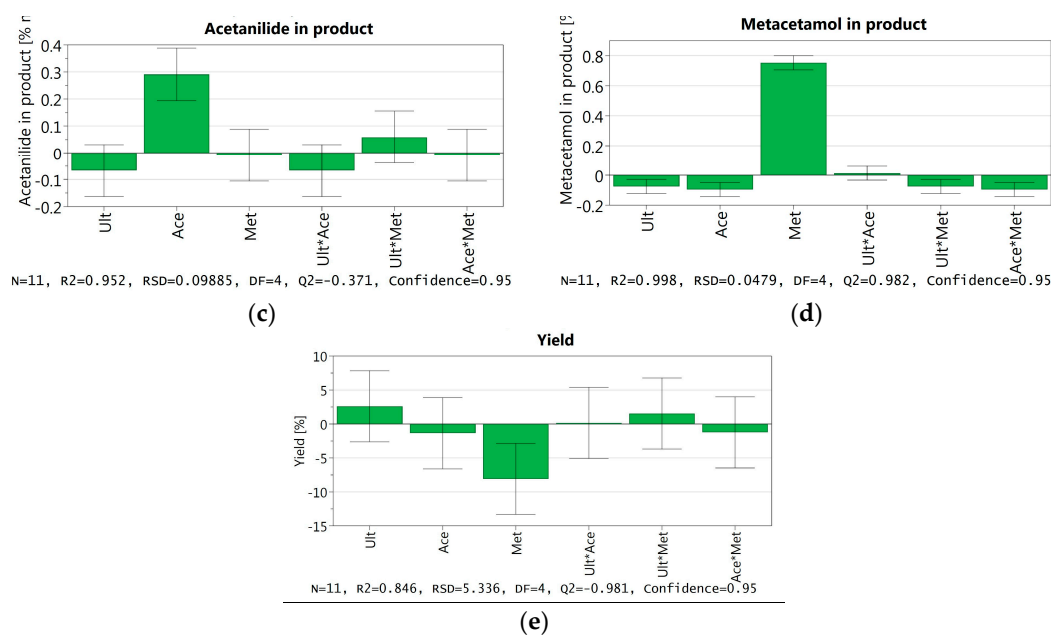 Acetanilide in product
Acetanilide in product [% n
0.4
0.3
0.2
0.1
0
-0.1
-0.2
Ult
Ace
Met
Ult*Ace
Ult*Met
Ace*Met
N=11, R2=0.952, RSD=0.09885, DF=4, Q2=-0.371, Confidence=0.95
(c)
Metacetamol in product
Metacetamol in product [%
0.8
0.6
0.4
0.2
0
-0.2
Ult
Ace
Met
Ult*Ace
Ult*Met
Ace*Met
N=11, R2=0.998, RSD=0.0479, DF=4, Q2=0.982, Confidence=0.95
(d)
Yield
Yield [%]
10
5
0
-5
-10
-15
Ult
Ace
Met
Ult*Ace
Ult*Met
Ace*Met
N=11, R2=0.846, RSD=5.336, DF=4, Q2=-0.981, Confidence=0.95
(e)